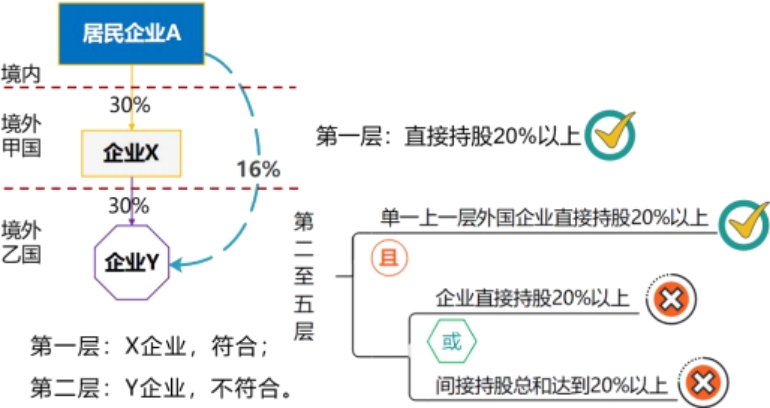 居民企业A
境内
30%
境外
甲国
企业X
第一层：直接持股20%以上
16%
30%
境外
乙国
企业Y
第二至五层
单一上一层外国企业直接持股20%以上
且
企业直接持股20%以上
或
间接持股总和达到20%以上
第一层：X企业，符合；
第二层：Y企业，不符合。